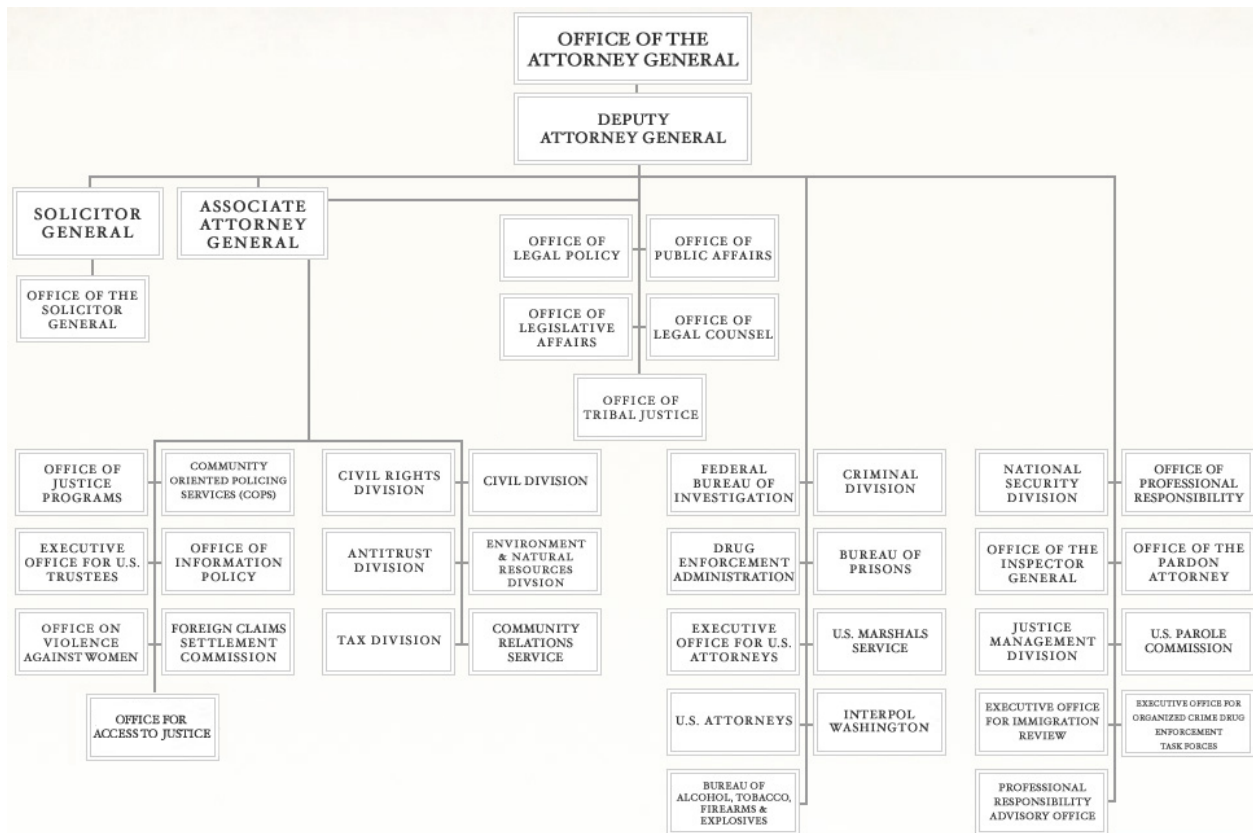 OFFICE OF THE
ATTORNEY GENERAL
DEPUTY
ATTORNEY GENERAL
SOLICITOR
GENERAL
ASSOCIATE
ATTORNEY
GENERAL
OFFICE OF THE
SOLICITOR
GENERAL
OFFICE OF
LEGAL POLICY
OFFICE OF
PUBLIC AFFAIRS
OFFICE OF
LEGISLATIVE
AFFAIRS
OFFICE OF
LEGAL COUNSEL
OFFICE OF
TRIBAL JUSTICE
OFFICE OF
JUSTICE
PROGRAMS
COMMUNITY
ORIENTED POLICING
SERVICES (COPS)
CIVIL RIGHTS
DIVISION
CIVIL DIVISION
FEDERAL
BUREAU OF
INVESTIGATION
CRIMINAL
DIVISION
NATIONAL
SECURITY
DIVISION
OFFICE OF
PROFESSIONAL
RESPONSIBILITY
EXECUTIVE
OFFICE FOR U.S.
TRUSTEES
OFFICE OF
INFORMATION
POLICY
ANTITRUST
DIVISION
ENVIRONMENT
& NATURAL
RESOURCES
DIVSION
DRUG
ENFORCEMENT
ADMINISTRATION
BUREAU OF
PRISONS
OFFICE OF THE
INSPECTOR
GENERAL
OFFICE OF THE
PARDON
ATTORNEY
OFFICE ON
VIOLENCE
AGAINST WOMEN
FOREIGN CLAIMS
SETTLEMENT
COMMISSION
TAX DIVISION
COMMUNITY
RELATIONS
SERVICE
EXECUTIVE
OFFICE FOR U.S.
ATTORNEYS
U.S. MARSHALS
SERVICE
JUSTICE
MANAGEMENT
DIVISION
U.S. PAROLE
COMMISSION
OFFICE FOR
ACCESS TO JUSTICE
U.S. ATTORNEYS
INTERPOL
WASHINGTON
EXECUTIVE OFFICE
FOR IMMIGRATION
REVIEW
EXECUTIVE OFFICE FOR
ORGANIZED CRIME DRUG
ENFORCEMENT
TASK FORCES
BUREAU OF
ALCOHOL, TOBACCO,
FIREARMS &
EXPLOSIVES
PROFESSIONAL
RESPONSIBILITY
ADVISORY OFFICE